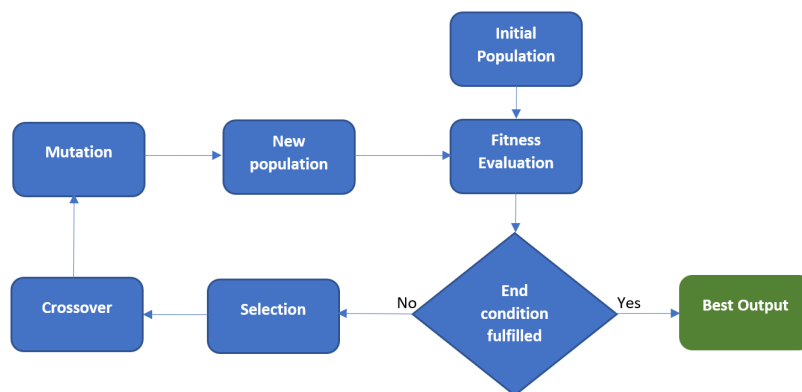 Initial
Population
Mutation
New
population
Fitness
Evaluation
Crossover
Selection
No
End
condition
fulfilled
Yes
Best Output